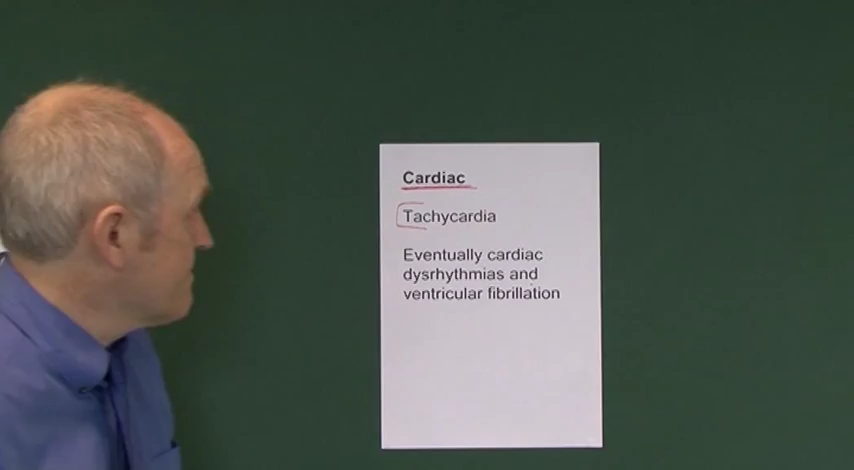 Cardiac
Tachycardia
Eventually cardiac
dysrhythmias and
ventricular fibrillation